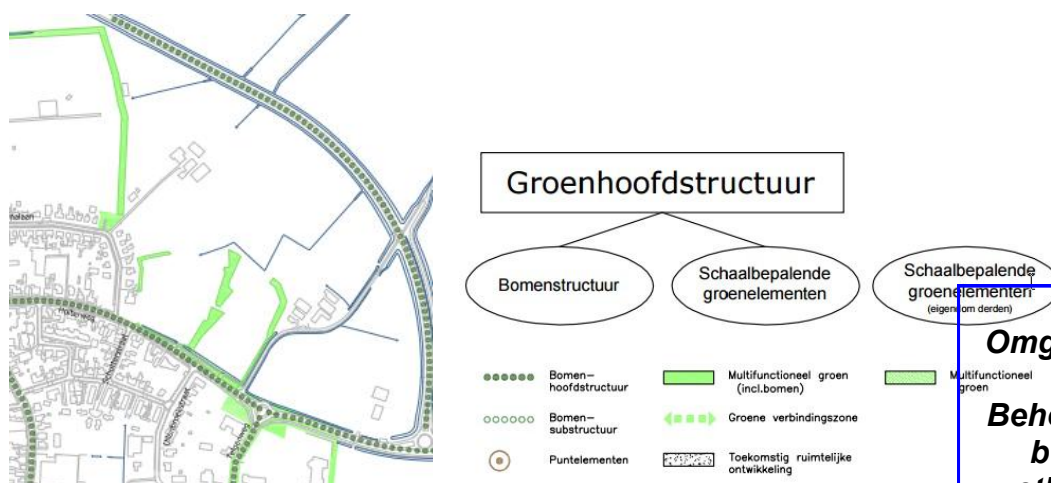 Groenhoofdstructuur
Bomenstructuur
Schaalbepalende
groenelementen
Schaalbepalende
groenelementen
(eigendom derden)
Bomen-
hoofdstructuur
Multifunctioneel groen
(incl.bomen)
Multifunctioneel
groen
Bomen-
substructuur
Groene verbindingszone
Puntelementen
Toekomstig ruimtelijke
ontwikkeling
Omg
Beho
b